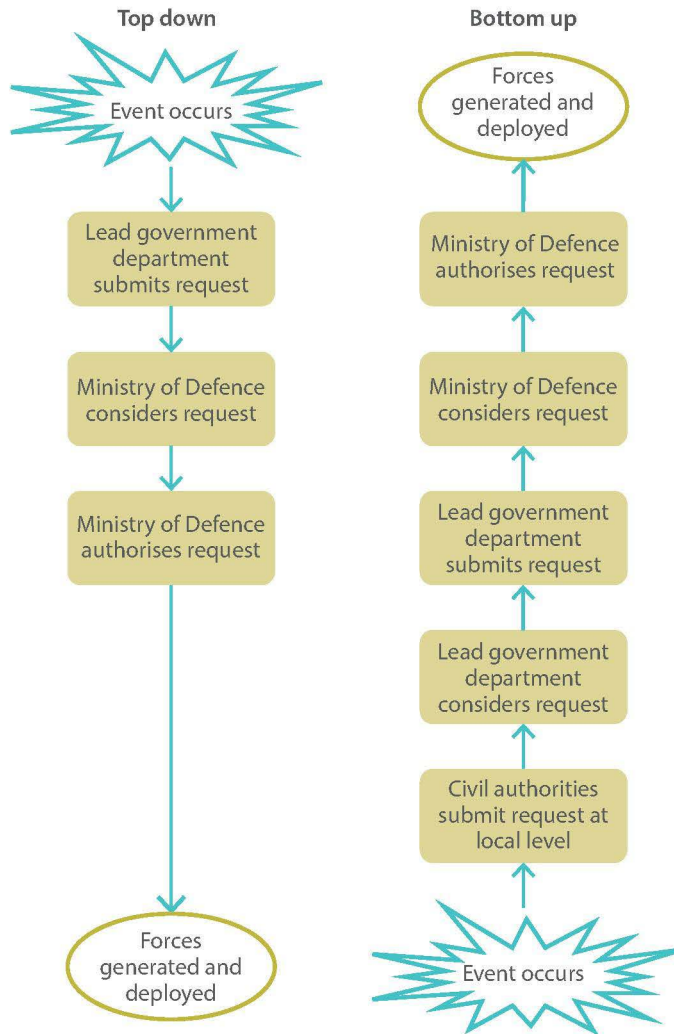 Top down
Event occurs
Lead government
department
submits request
Ministry of Defence
considers request
Ministry of Defence
authorises request
Forces
generated and
deployed
Bottom up
Forces
generated and
deployed
Ministry of Defence
authorises request
Ministry of Defence
considers request
Lead government
department
submits request
Lead government
department
considers request
Civil authorities
submit request at
local level
Event occurs